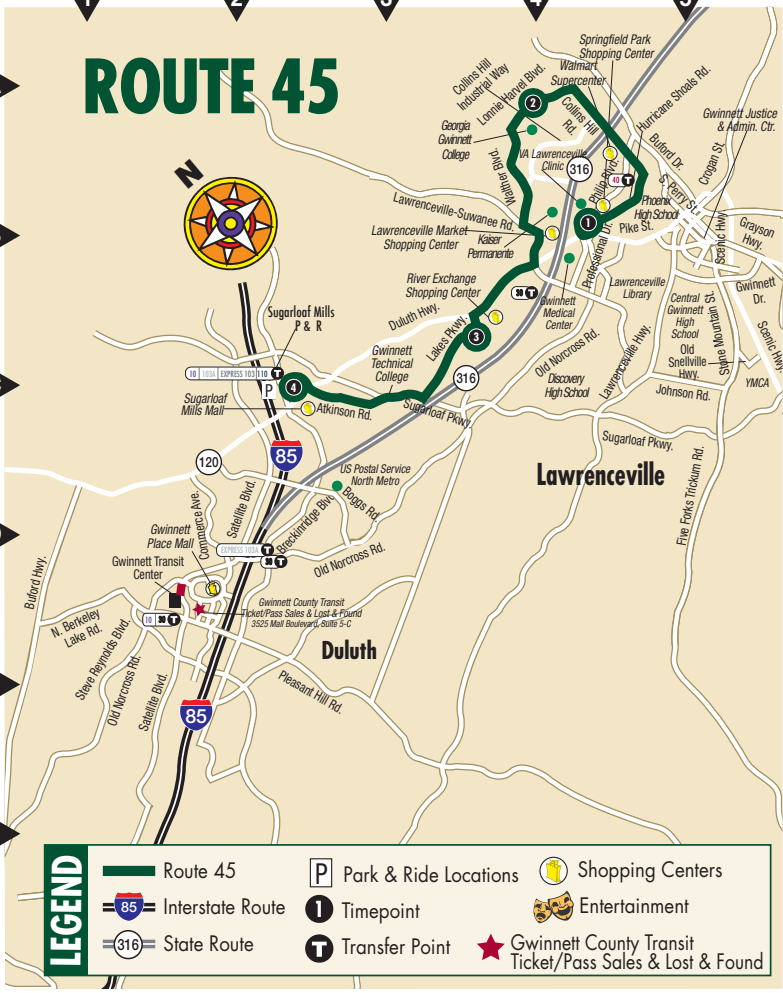 1
2
3
4
5
ROUTE 45
N
Springfield Park
Shopping Center
Walmart
Supercenter
Collins Hill
Industrial Way
Lonnie Harvel Blvd.
2
Collins Hill
Rd.
Hurricane Shoals Rd.
Georgia
Gwinnett
College
Gwinnett Justice
& Admin. Ctr.
Walther Blvd.
VA Lawrenceville
Clinic
316
Philip Blvd.
40 T
Buford Dr.
Crogan St.
S. Perry St.
Phoenix
High School
Lawrenceville-Suwanee Rd.
Lawrenceville Market
Shopping Center
Kaiser
Permanente
1
Professional Dr.
Pike St.
Scenic Hwy.
Grayson
Hwy.
River Exchange
Shopping Center
30 T
Gwinnett
Medical
Center
Lawrenceville
Library
Gwinnett
Dr.
Sugarloaf Mills
P & R
Duluth Hwy.
Lakes Pkwy.
3
Central
Gwinnett
High
School
Stone Mountain St.
Scenic Hwy.
Gwinnett
Technical
College
Old Norcross Rd.
Lawrenceville Hwy.
Old
Snellville
Hwy.
10 103A EXPRESS 103 110 T
P
4
316
Discovery
High School
YMCA
Johnson Rd.
Sugarloaf
Mills Mall
Atkinson Rd.
Sugarloaf Pkwy.
Sugarloaf Pkwy.
85
120
US Postal Service
North Metro
Lawrenceville
Five Forks Trickum Rd.
Commerce Ave.
Satellite Blvd.
Breckinridge Blvd.
Boggs Rd.
Gwinnett
Place Mall
EXPRESS 103A T
30 T
Old Norcross Rd.
Gwinnett Transit
Center
Buford Hwy.
Gwinnett County Transit
Ticket/Pass Sales & Lost & Found
3525 Mall Boulevard, Suite 5-C
N. Berkeley
Lake Rd.
10 30 T
Duluth
Steve Reynolds Blvd.
Old Norcross Rd.
Satellite Blvd.
Pleasant Hill Rd.
85
LEGEND
Route 45
P Park & Ride Locations
Shopping Centers
85 Interstate Route
1 Timepoint
Entertainment
316 State Route
T Transfer Point
Gwinnett County Transit
Ticket/Pass Sales & Lost & Found